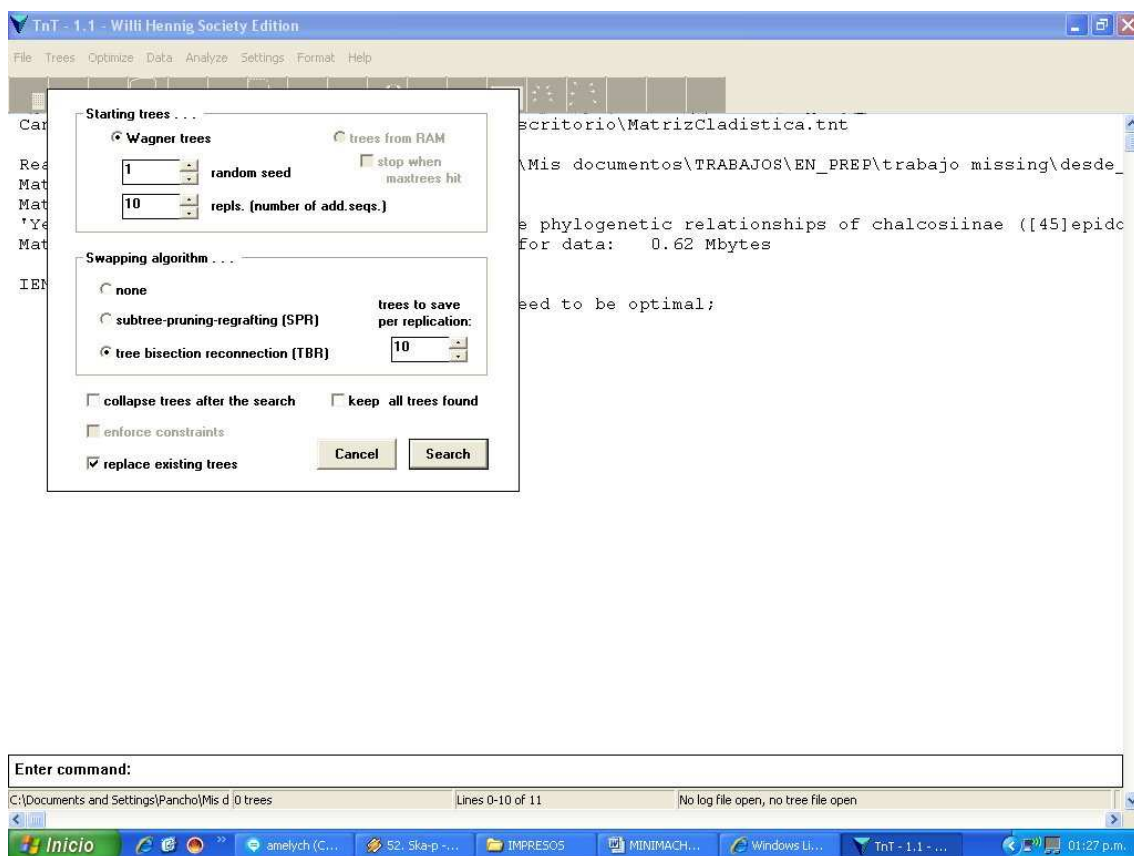 TnT - 1.1 - Willi Hennig Society Edition
File Trees Optimize Data Analyze Settings Format Help
Starting trees . . .
Wagner trees
trees from RAM
1
random seed
stop when
maxtrees hit
10
repls. (number of add.seqs.)
Swapping algorithm . . .
none
subtree-pruning-regrafting (SPR)
tree bisection reconnection (TBR)
trees to save
per replication:
10
collapse trees after the search
keep all trees found
enforce constraints
replace existing trees
Cancel
Search
scritorio\MatrizCladistica.tnt
\Mis documentos\TRABAJOS\EN_PREP\trabajo missing\desde_
Mat
Mat
'Ye
e phylogenetic relationships of chalcosiinae ([45]epido
Mat
for data: 0.62 Mbytes
eed to be optimal;
Enter command:
C:\Documents and Settings\Pancho\Mis d
0 trees
Lines 0-10 of 11
No log file open, no tree file open
Inicio
amelych (C...
52. Ska-p -...
IMPRESOS
MINIMACH...
Windows Li...
TnT - 1.1 - ...
01:27 p.m.